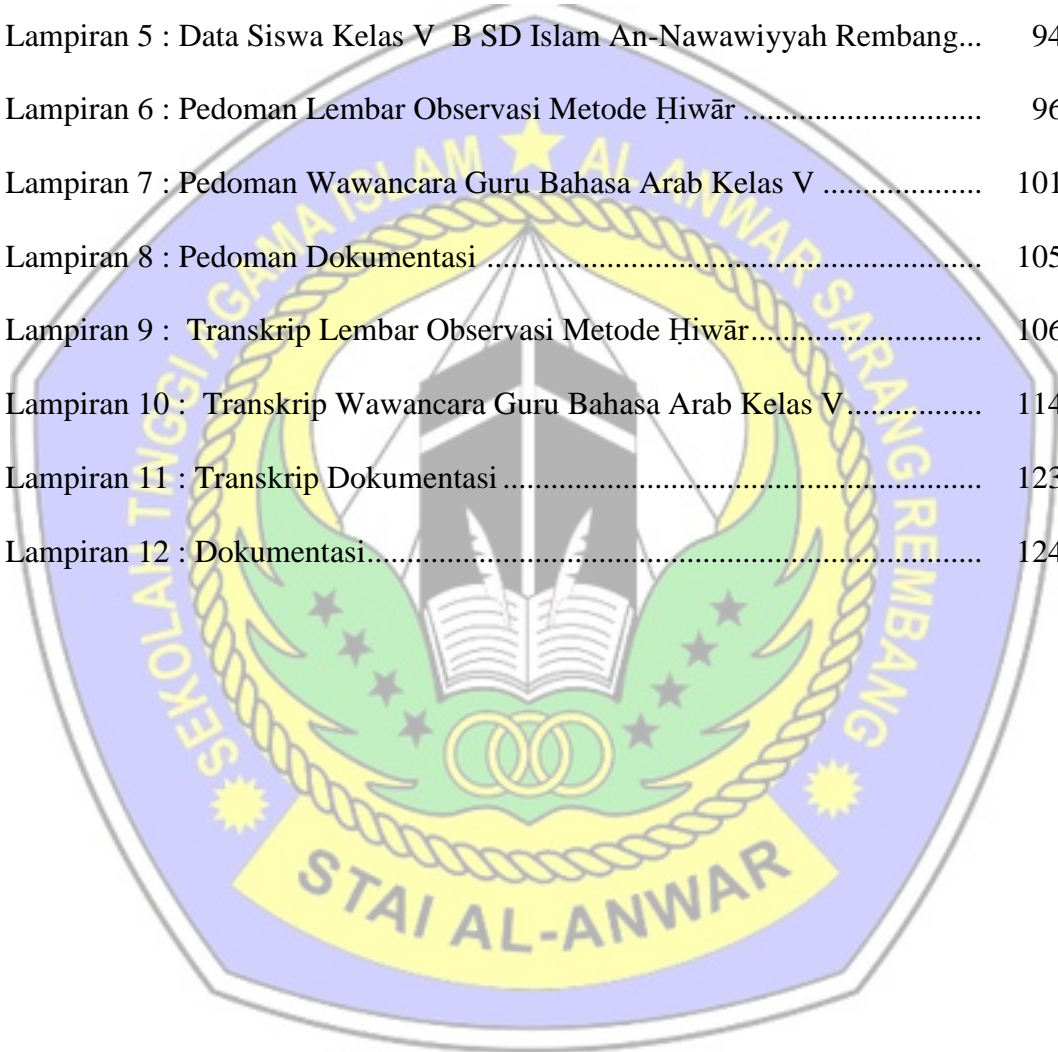 Lampiran 5 : Data Siswa Kelas V  B SD Islam An-Nawawiyyah Rembang... 94
Lampiran 6 : Pedoman Lembar Observasi Metode Ḥiwār ........................... 96
Lampiran 7 : Pedoman Wawancara Guru Bahasa Arab Kelas V .................. 101
Lampiran 8 : Pedoman Dokumentasi ....................................................... 105
Lampiran 9 :  Transkrip Lembar Observasi Metode Ḥiwār.......................... 106
Lampiran 10 :  Transkrip Wawancara Guru Bahasa Arab Kelas V............... 114
Lampiran 11 : Transkrip Dokumentasi ..................................................... 123
Lampiran 12 : Dokumentasi.................................................................... 124
SEKOLAH TINGGI AGAMA ISLAM AL ANWAR SARANG REMBANG
STAI AL-ANWAR